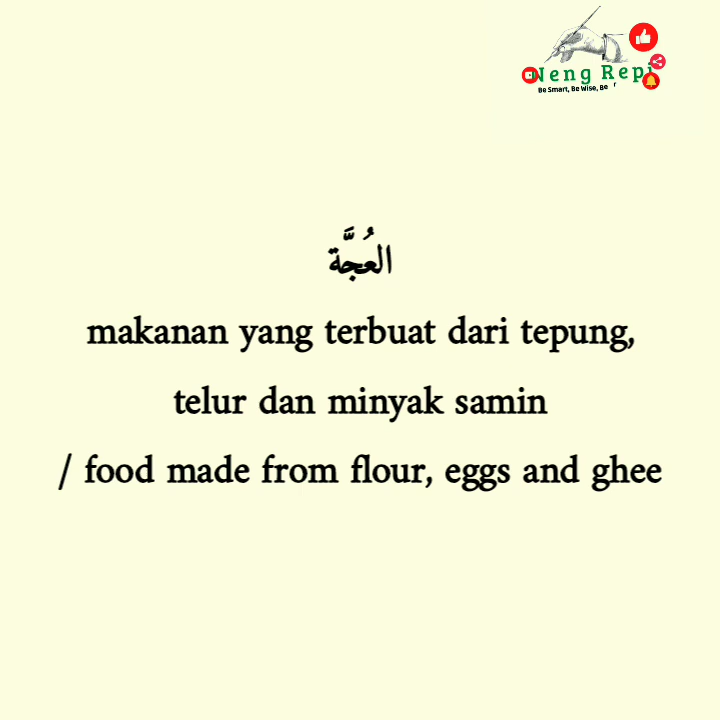 Neng Repi
Be Smart, Be Wise, Be
العُجَّة
makanan yang terbuat dari tepung,
telur dan minyak samin
/ food made from flour, eggs and ghee